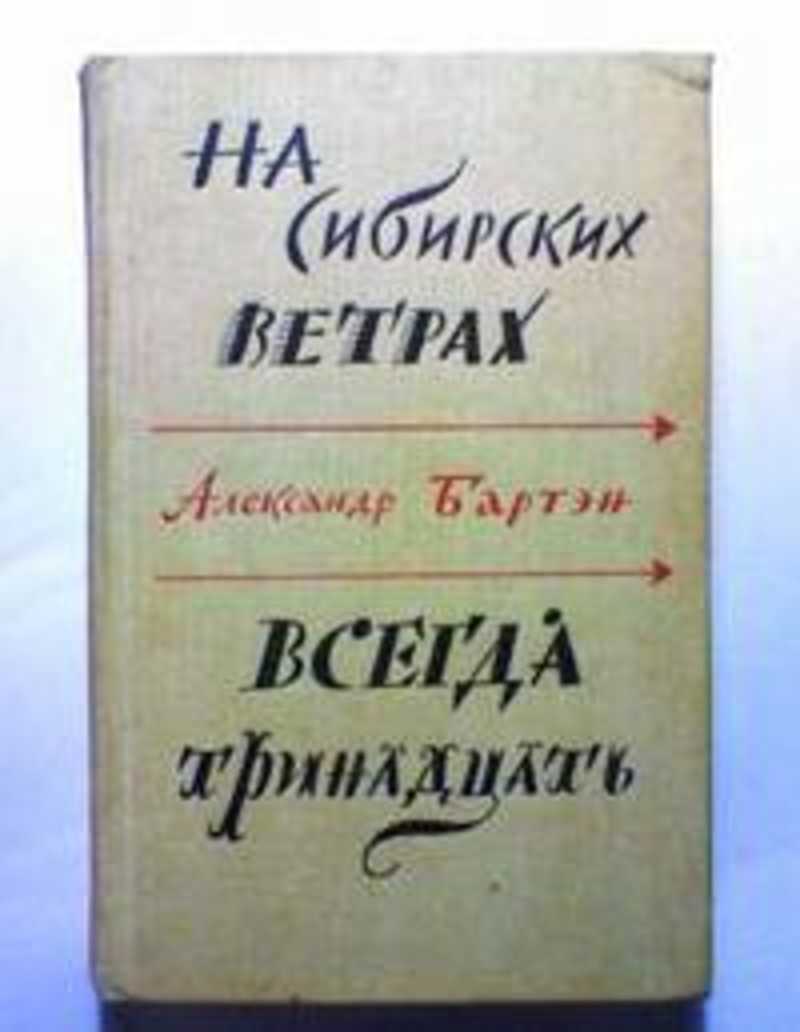 НА
СИБИРСКИХ
ВЕТРАХ
Александр Бартэн
ВСЕГДА
ТРИНАДЦАТЬ